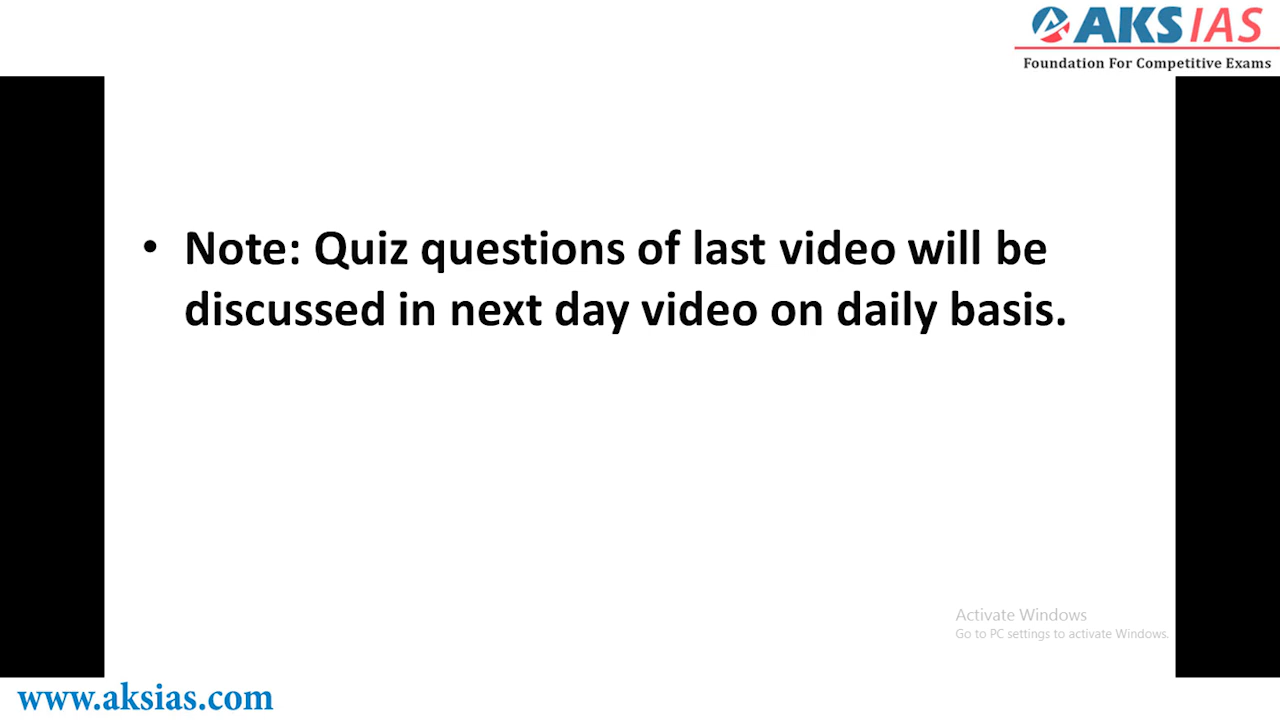 AKS IAS
Foundation For Competitive Exams
• Note: Quiz questions of last video will be
discussed in next day video on daily basis.
Activate Windows
Go to PC settings to activate Windows.
www.aksias.com